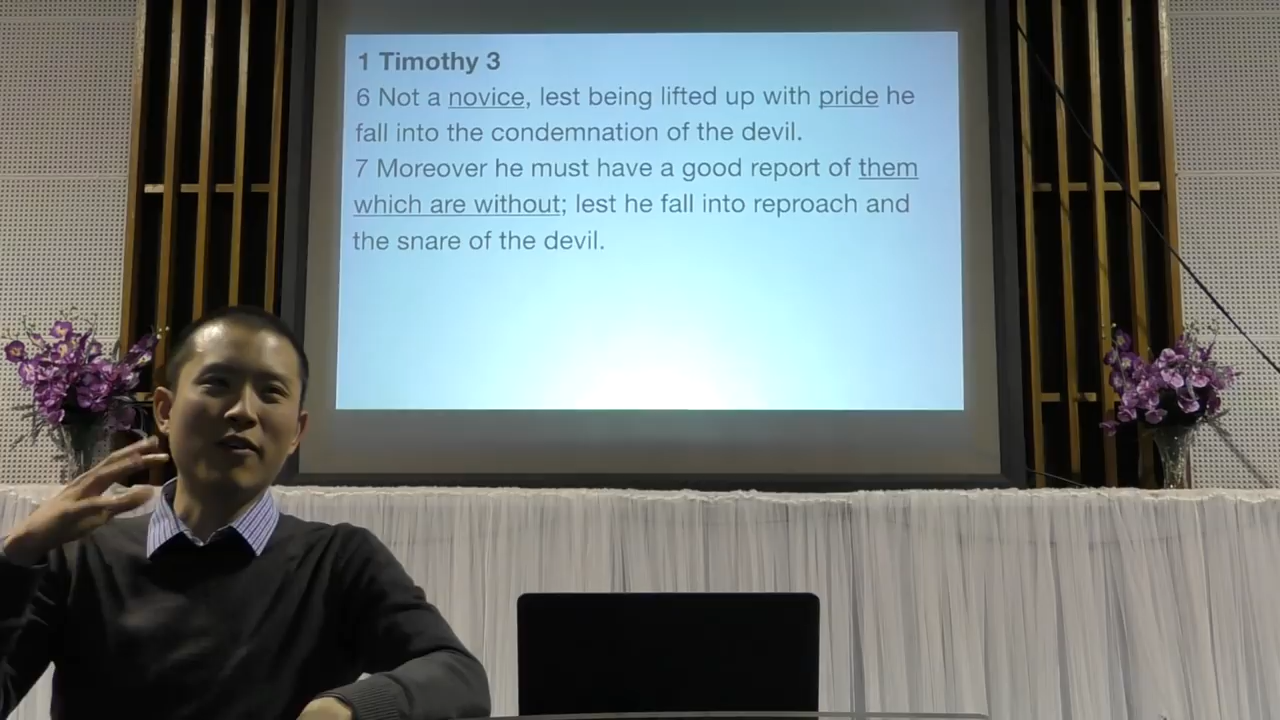 1 Timothy 3
6 Not a novice, lest being lifted up with pride he
fall into the condemnation of the devil.
7 Moreover he must have a good report of them
which are without; lest he fall into reproach and
the snare of the devil.